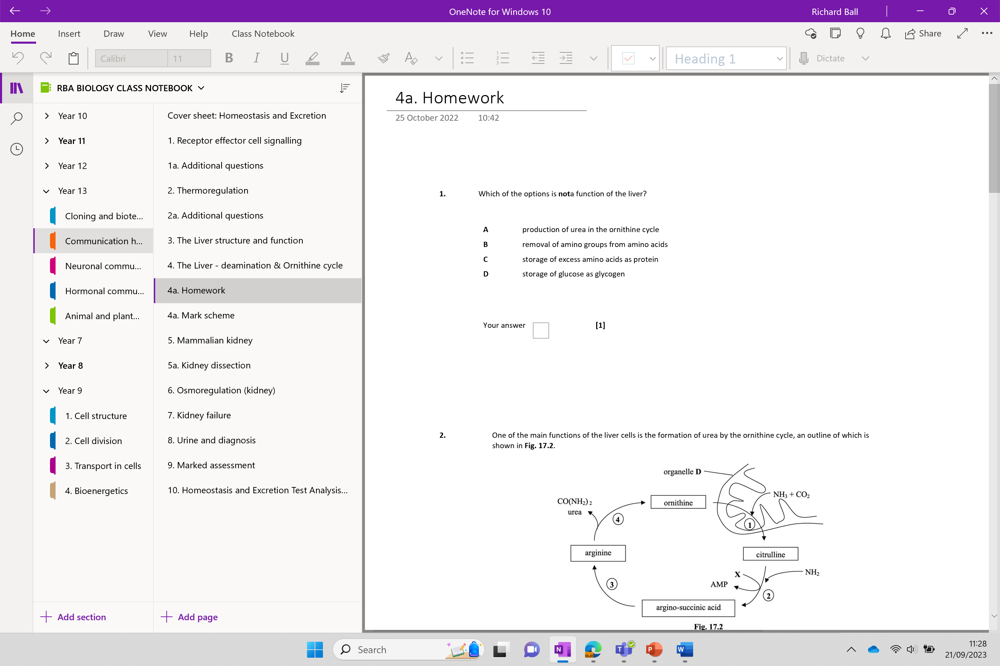 OneNote for Windows 10
Richard Ball
Home Insert Draw View Help Class Notebook
Share
Calibri 11
B I U A A
Heading 1
Dictate
RBA BIOLOGY CLASS NOTEBOOK
Year 10
Year 11
Year 12
Year 13
Cloning and biote...
Communication h...
Neuronal commu...
Hormonal commu...
Animal and plant...
Year 7
Year 8
Year 9
1. Cell structure
2. Cell division
3. Transport in cells
4. Bioenergetics
Add section
Cover sheet: Homeostasis and Excretion
1. Receptor effector cell signalling
1a. Additional questions
2. Thermoregulation
2a. Additional questions
3. The Liver structure and function
4. The Liver - deamination & Ornithine cycle
4a. Homework
4a. Mark scheme
5. Mammalian kidney
5a. Kidney dissection
6. Osmoregulation (kidney)
7. Kidney failure
8. Urine and diagnosis
9. Marked assessment
10. Homeostasis and Excretion Test Analysis...
Add page
4a. Homework
25 October 2022 10:42
1. Which of the options is nota function of the liver?
A production of urea in the ornithine cycle
B removal of amino groups from amino acids
C storage of excess amino acids as protein
D storage of glucose as glycogen
Your answer [1]
2. One of the main functions of the liver cells is the formation of urea by the ornithine cycle, an outline of which is
shown in Fig. 17.2.
organelle D
NH₃ + CO₂
CO(NH₂)₂
urea
ornithine
4
1
arginine
citrulline
X
NH₂
AMP
3
2
argino-succinic acid
Fig. 17.2
Search
N
T
P
W
11:28
21/09/2023